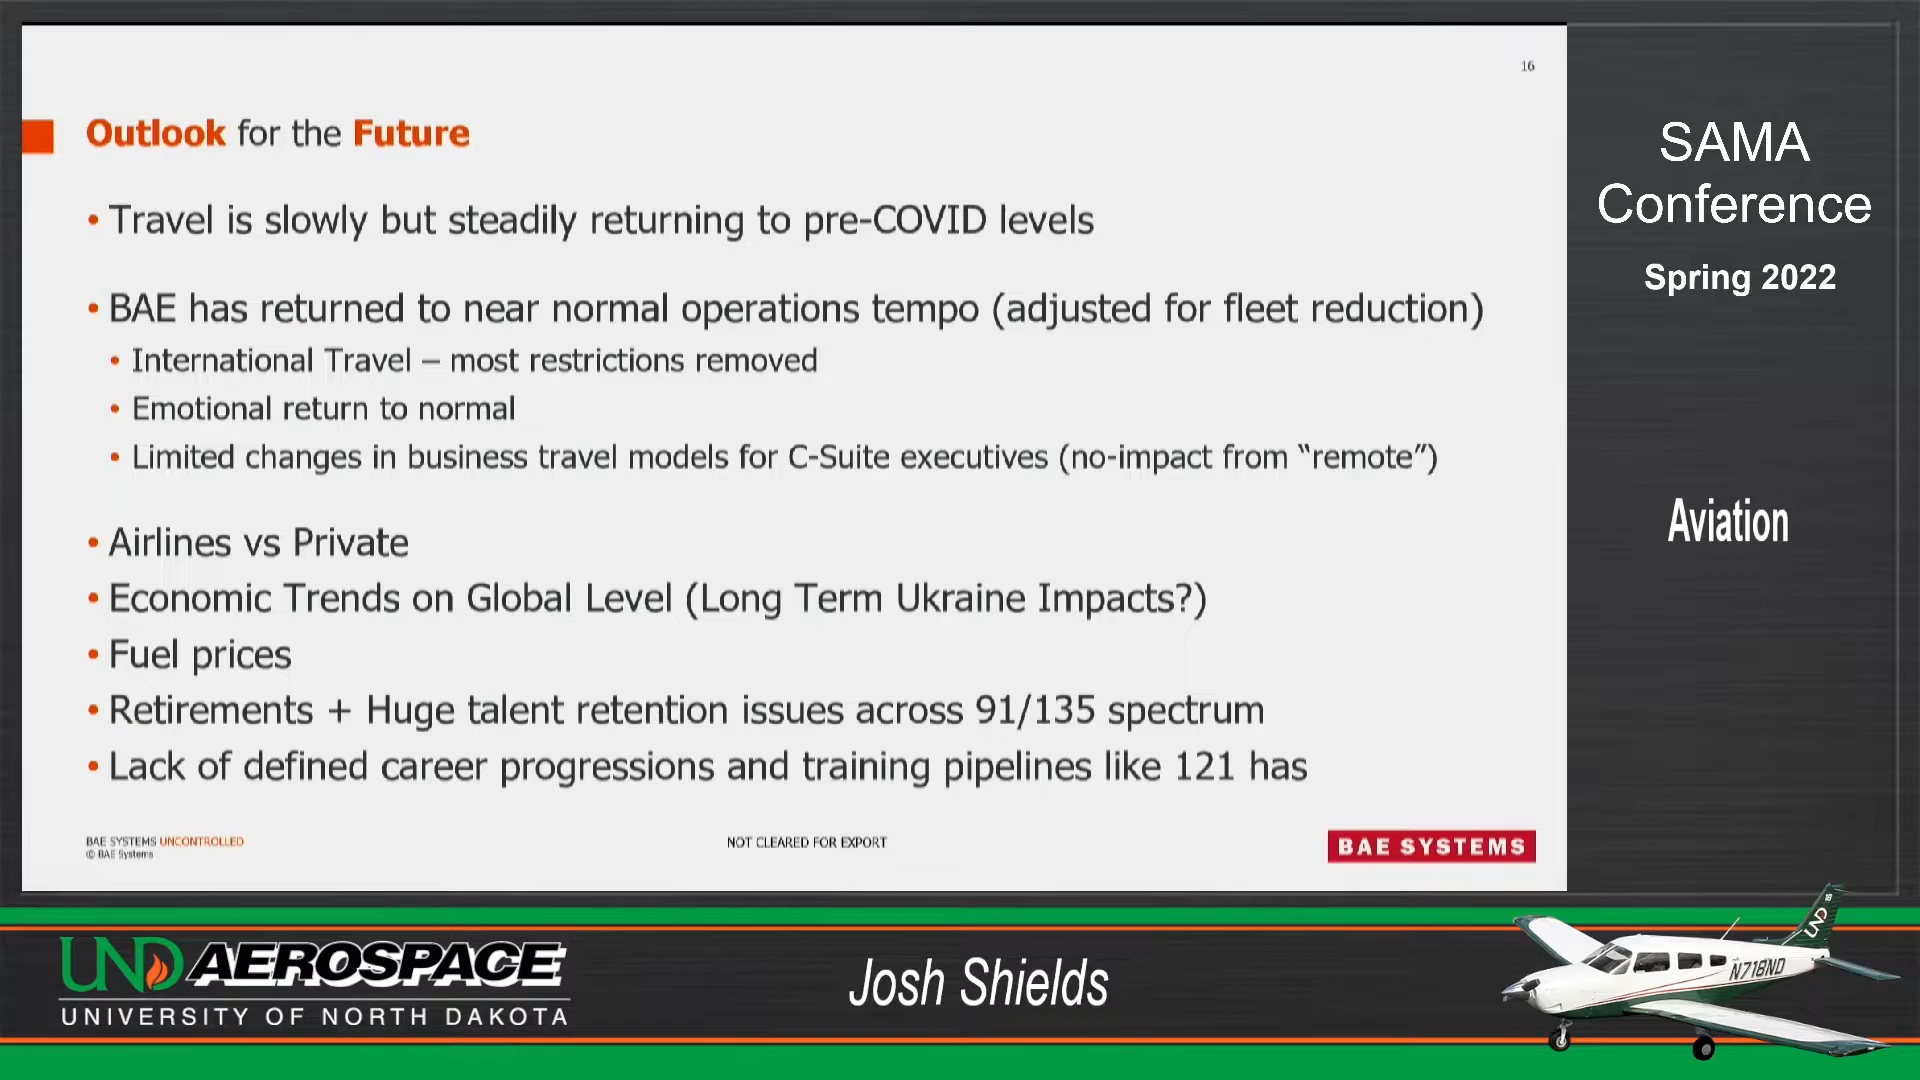 16
Outlook for the Future
• Travel is slowly but steadily returning to pre-COVID levels
• BAE has returned to near normal operations tempo (adjusted for fleet reduction)
• International Travel – most restrictions removed
• Emotional return to normal
• Limited changes in business travel models for C-Suite executives (no-impact from “remote”)
• Airlines vs Private
• Economic Trends on Global Level (Long Term Ukraine Impacts?)
• Fuel prices
• Retirements + Huge talent retention issues across 91/135 spectrum
• Lack of defined career progressions and training pipelines like 121 has
BAE SYSTEMS UNCONTROLLED
© BAE Systems
NOT CLEARED FOR EXPORT
BAE SYSTEMS
SAMA
Conference
Spring 2022
Aviation
UND AEROSPACE
UNIVERSITY OF NORTH DAKOTA
Josh Shields
UND
N718ND